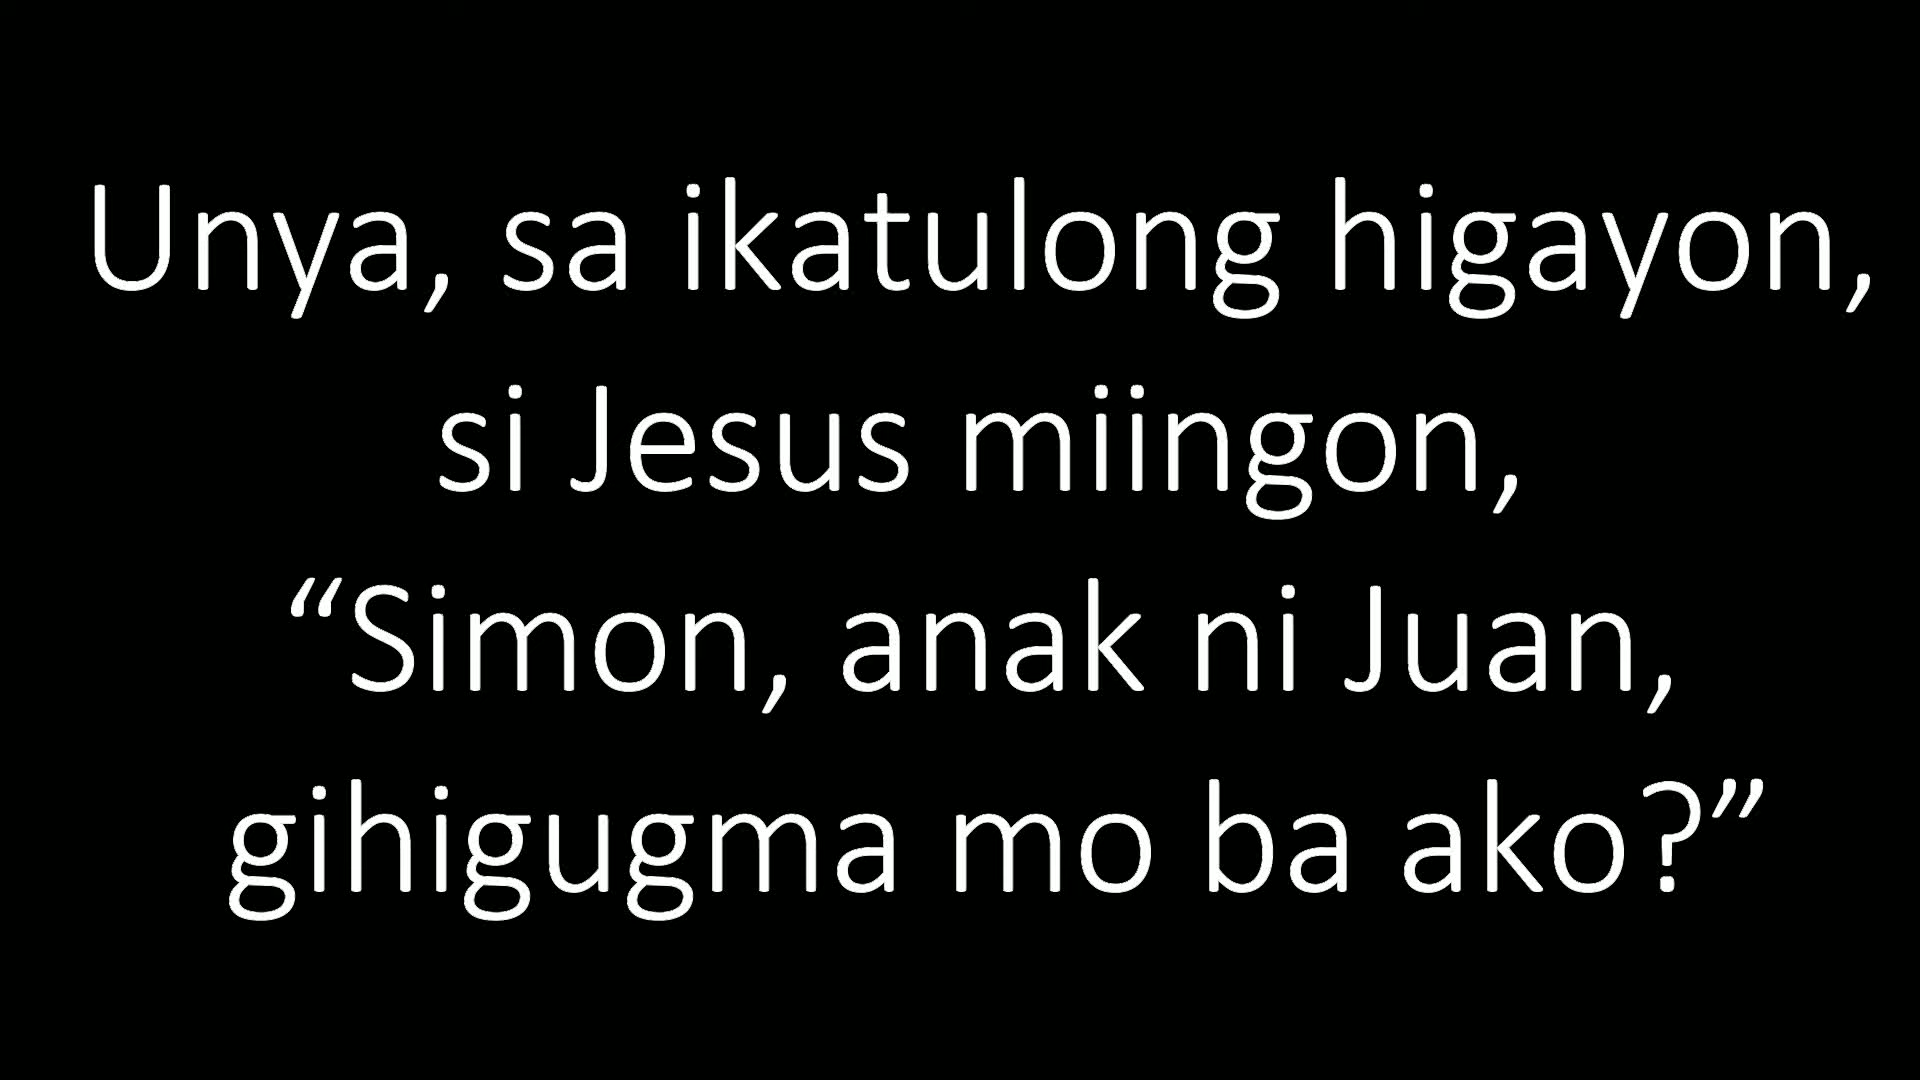 Unya, sa ikatulong higayon,
si Jesus miingon,
“Simon, anak ni Juan,
gihigugma mo ba ako?”